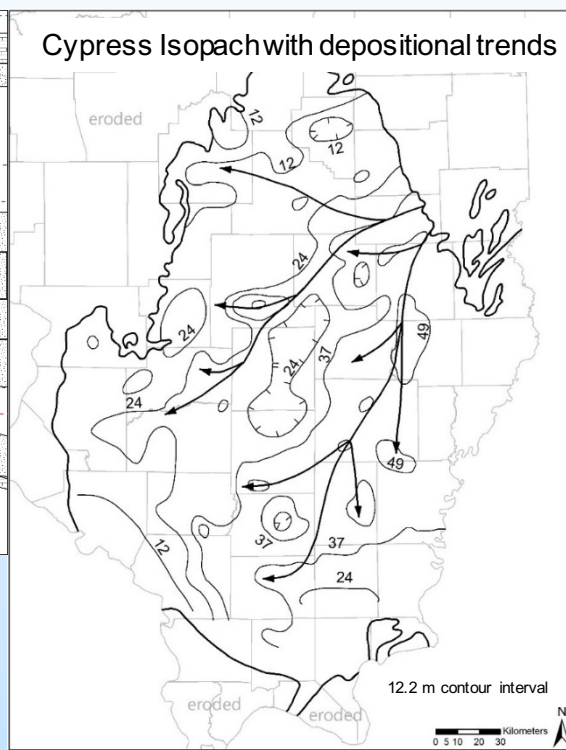 Cypress Isopach with depositional trends
eroded
12
12
12
24
24
49
24
37
24
49
37
37
12
24
12.2 m contour interval
N
eroded
eroded
Kilometers
0 5 10 20 30